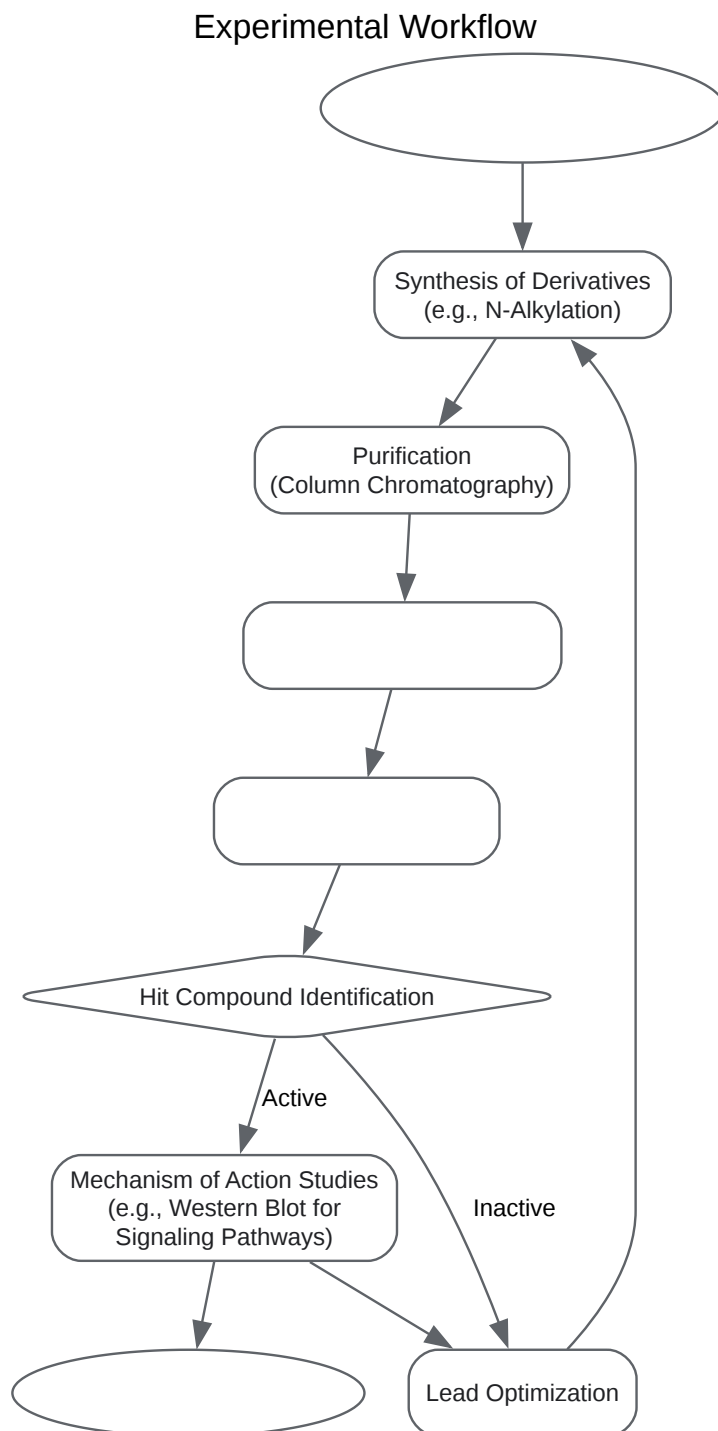 Experimental Workflow
Synthesis of Derivatives
(e.g., N-Alkylation)
Purification
(Column Chromatography)
Hit Compound Identification
Active
Mechanism of Action Studies
(e.g., Western Blot for
Signaling Pathways)
Inactive
Lead Optimization